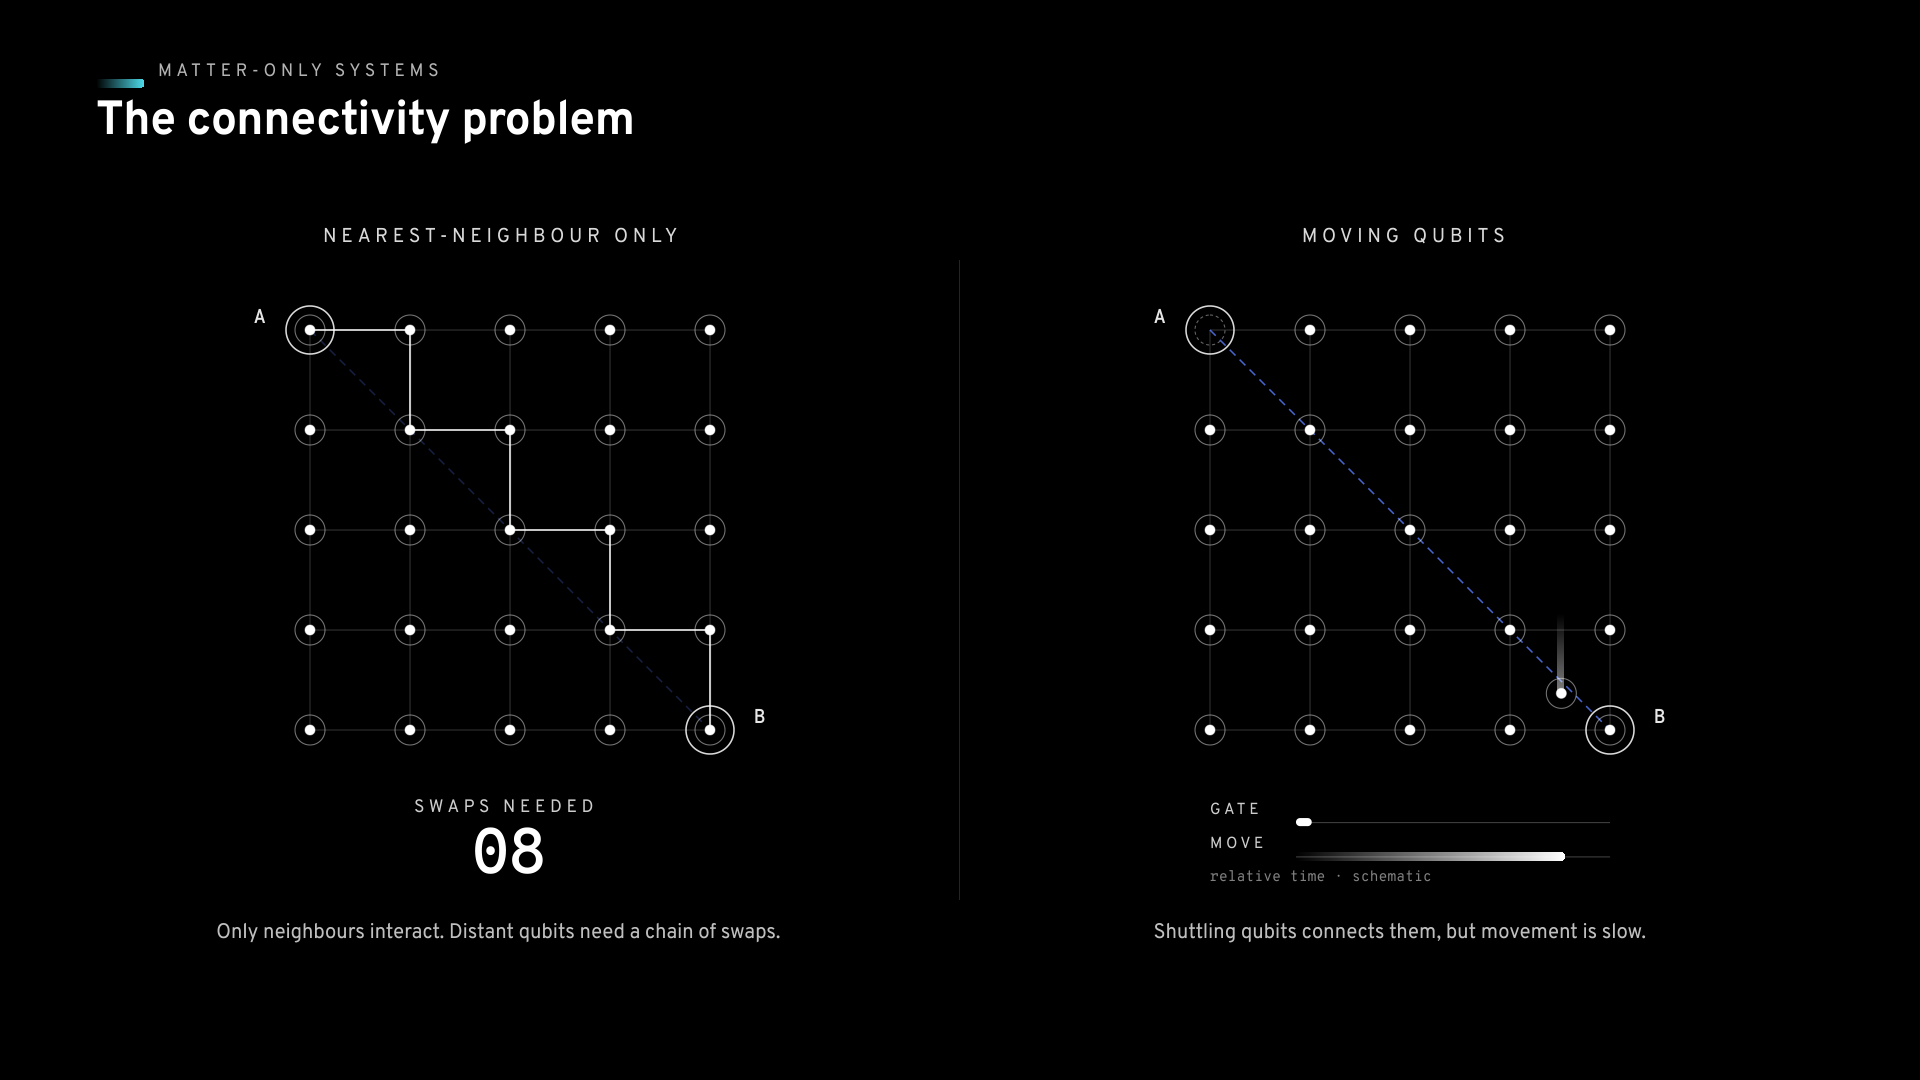 MATTER-ONLY SYSTEMS
The connectivity problem
NEAREST-NEIGHBOUR ONLY
A
B
SWAPS NEEDED
08
Only neighbours interact. Distant qubits need a chain of swaps.
MOVING QUBITS
A
B
GATE
MOVE
relative time · schematic
Shuttling qubits connects them, but movement is slow.